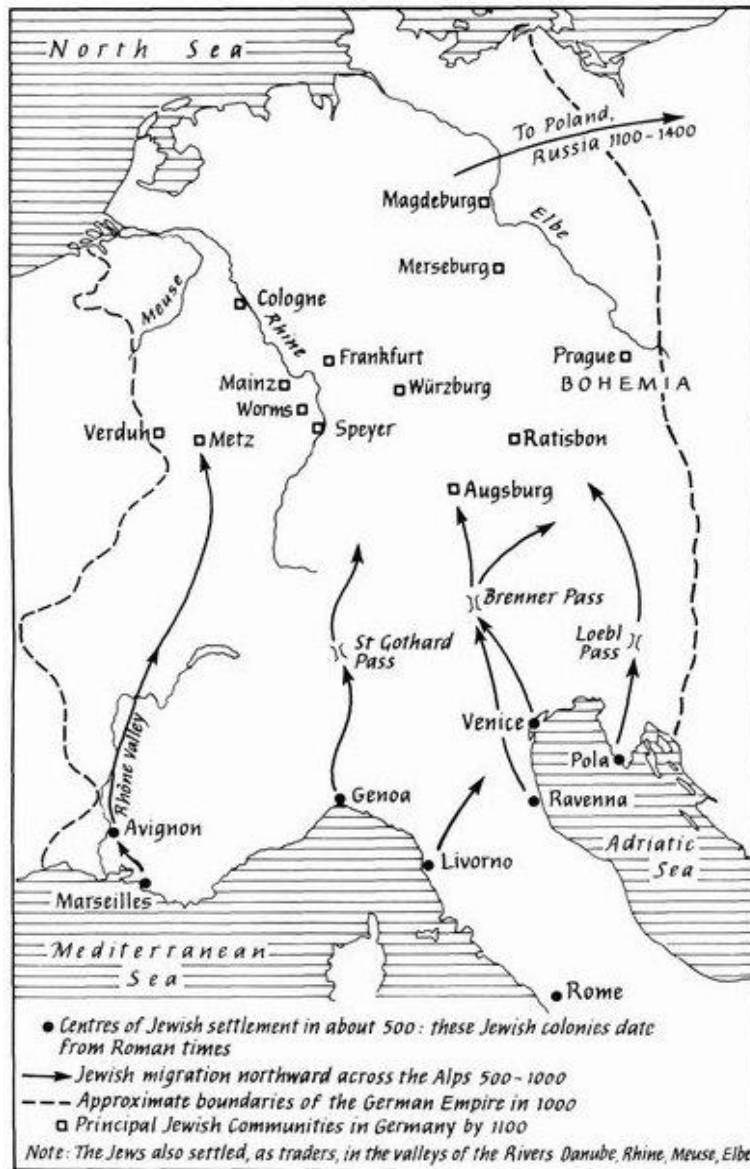 North Sea
To Poland,
Russia 1100-1400
Magdeburg
Elbe
Merseburg
Meuse
Cologne
Rhine
Frankfurt
Prague
BOHEMIA
Mainz
Würzburg
Worms
Verdun
Metz
Speyer
Ratisbon
Augsburg
Brenner Pass
St Gothard
Pass
Loebl
Pass
Rhône Valley
Venice
Pola
Genoa
Ravenna
Avignon
Adriatic
Sea
Livorno
Marseilles
Mediterranean
Sea
Rome
Centres of Jewish settlement in about 500: these Jewish colonies date
from Roman times
Jewish migration northward across the Alps 500-1000
Approximate boundaries of the German Empire in 1000
Principal Jewish Communities in Germany by 1100
Note: The Jews also settled, as traders, in the valleys of the Rivers Danube, Rhine, Meuse, Elbe